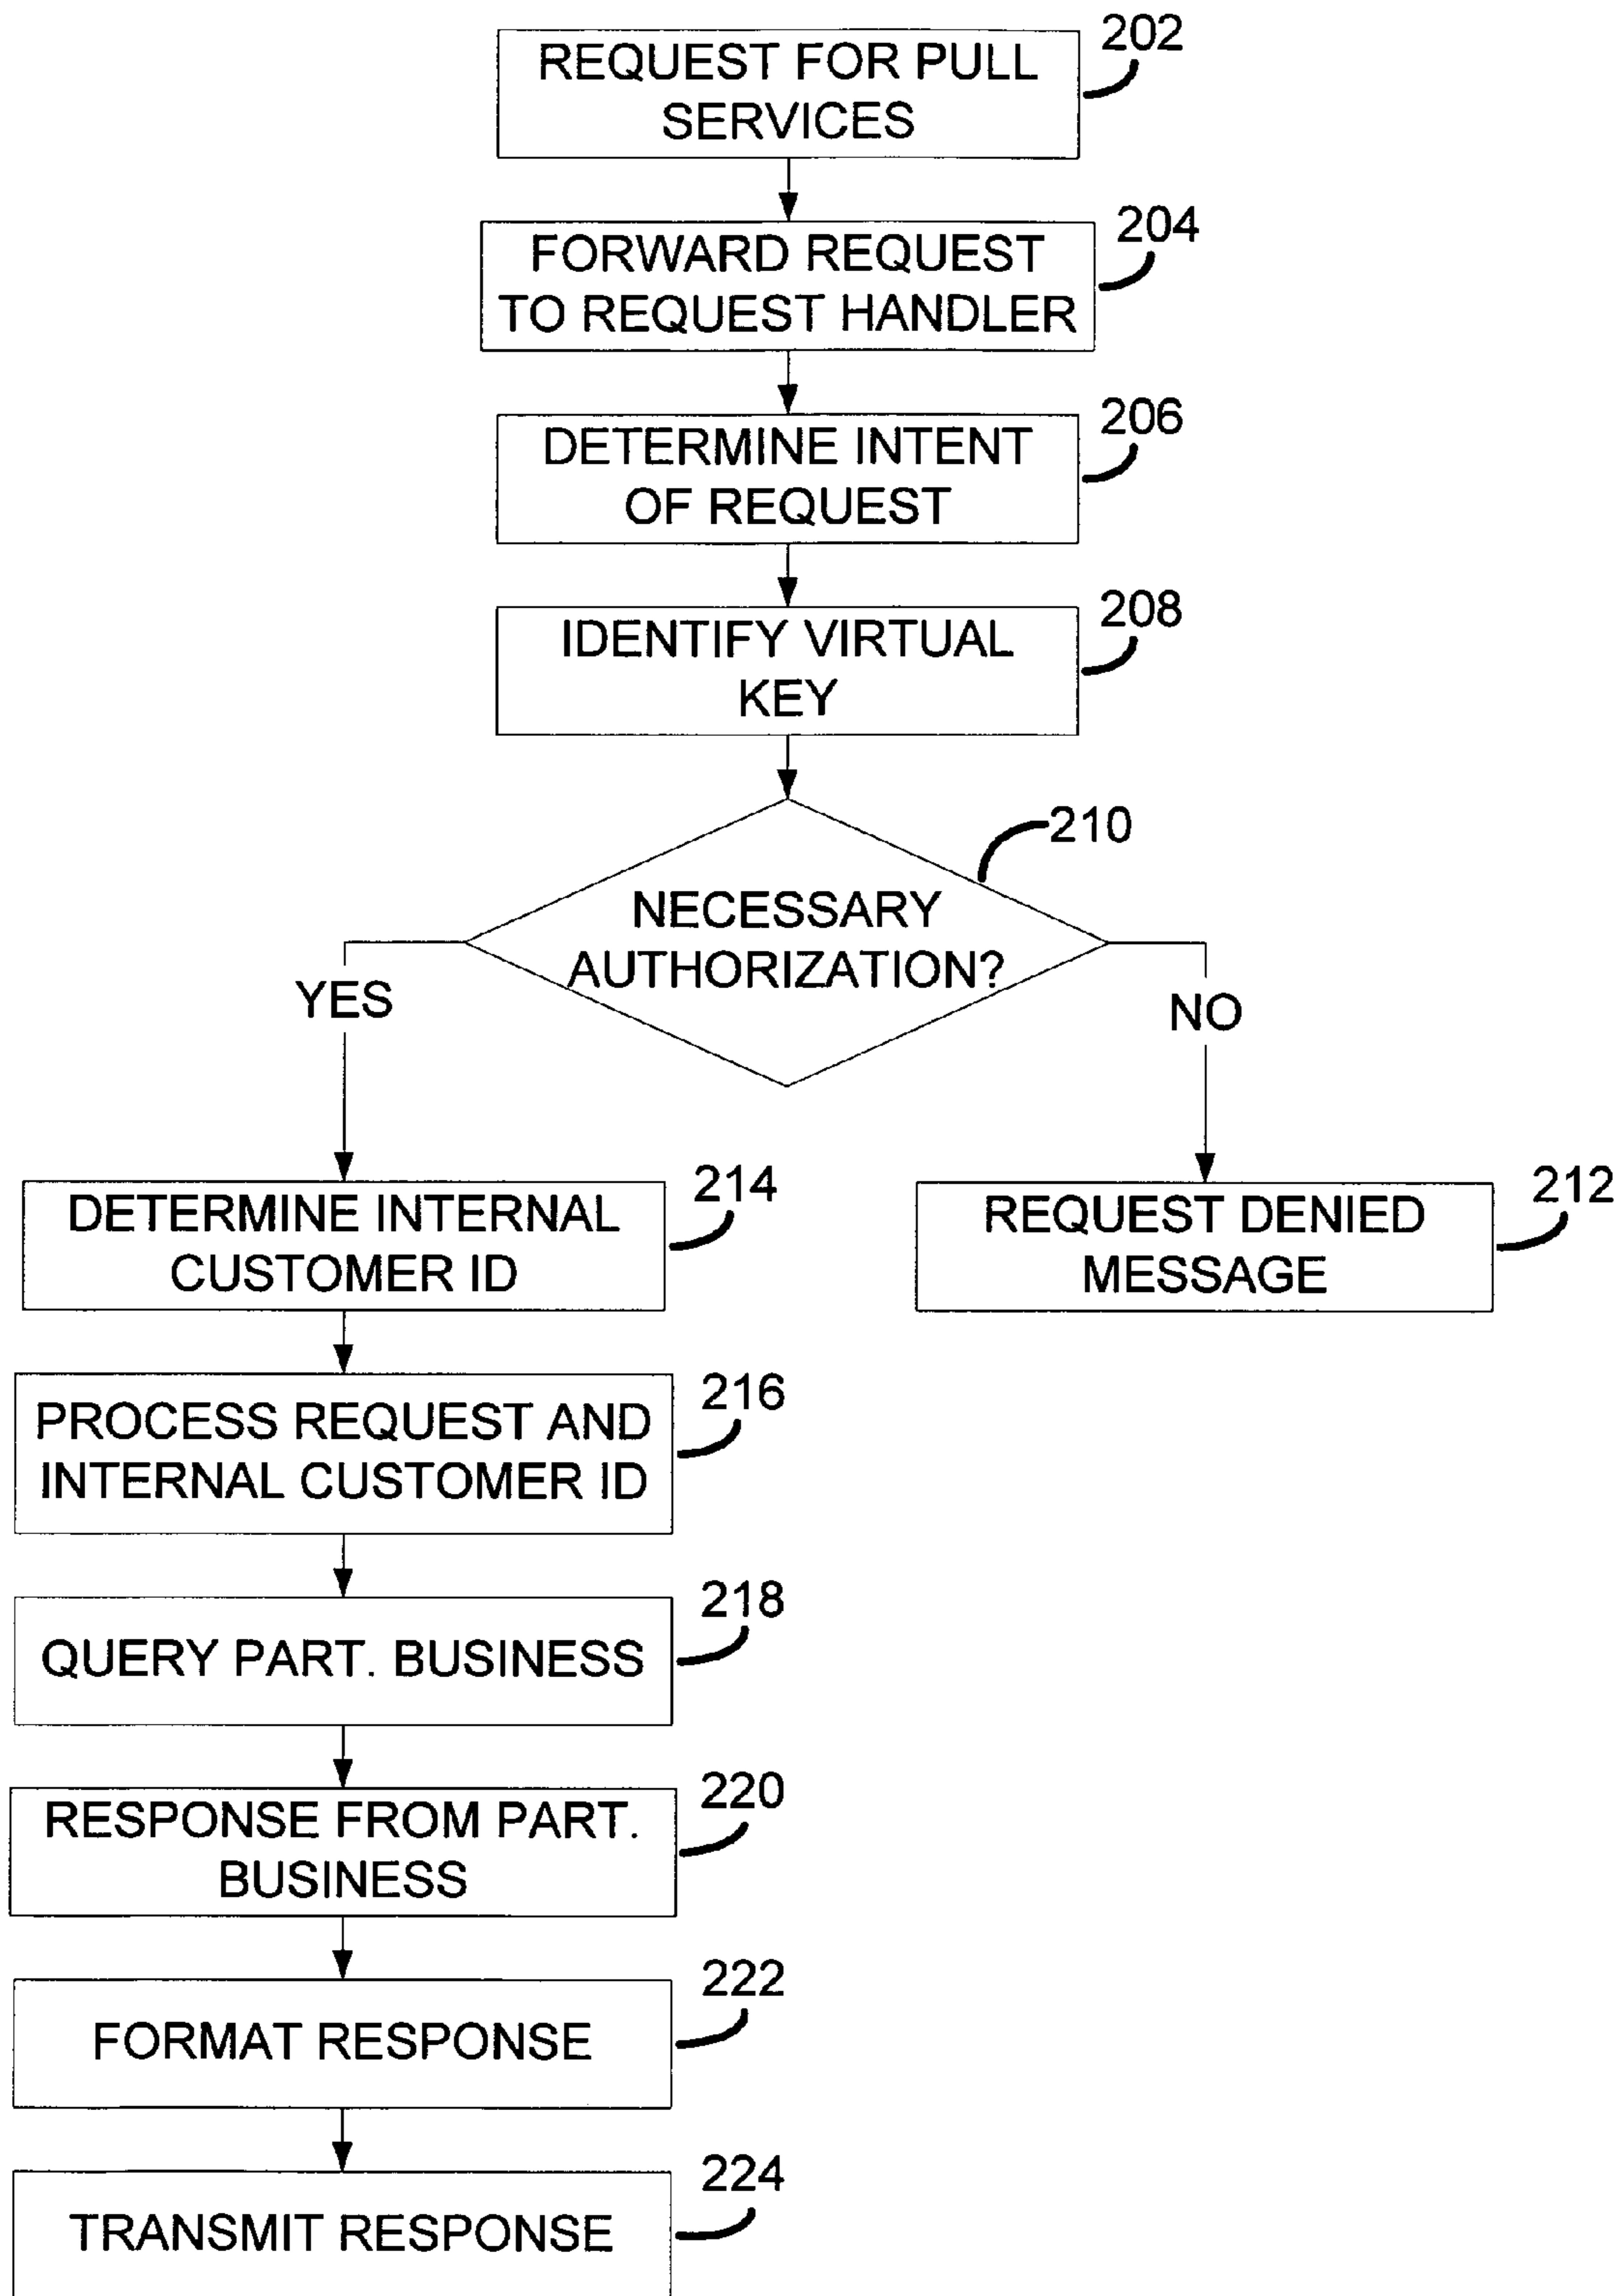 202
REQUEST FOR PULL
SERVICES
204
FORWARD REQUEST
TO REQUEST HANDLER
206
DETERMINE INTENT
OF REQUEST
208
IDENTIFY VIRTUAL
KEY
210
NECESSARY
AUTHORIZATION?
YES
NO
214
DETERMINE INTERNAL
CUSTOMER ID
212
REQUEST DENIED
MESSAGE
216
PROCESS REQUEST AND
INTERNAL CUSTOMER ID
218
QUERY PART. BUSINESS
220
RESPONSE FROM PART.
BUSINESS
222
FORMAT RESPONSE
224
TRANSMIT RESPONSE